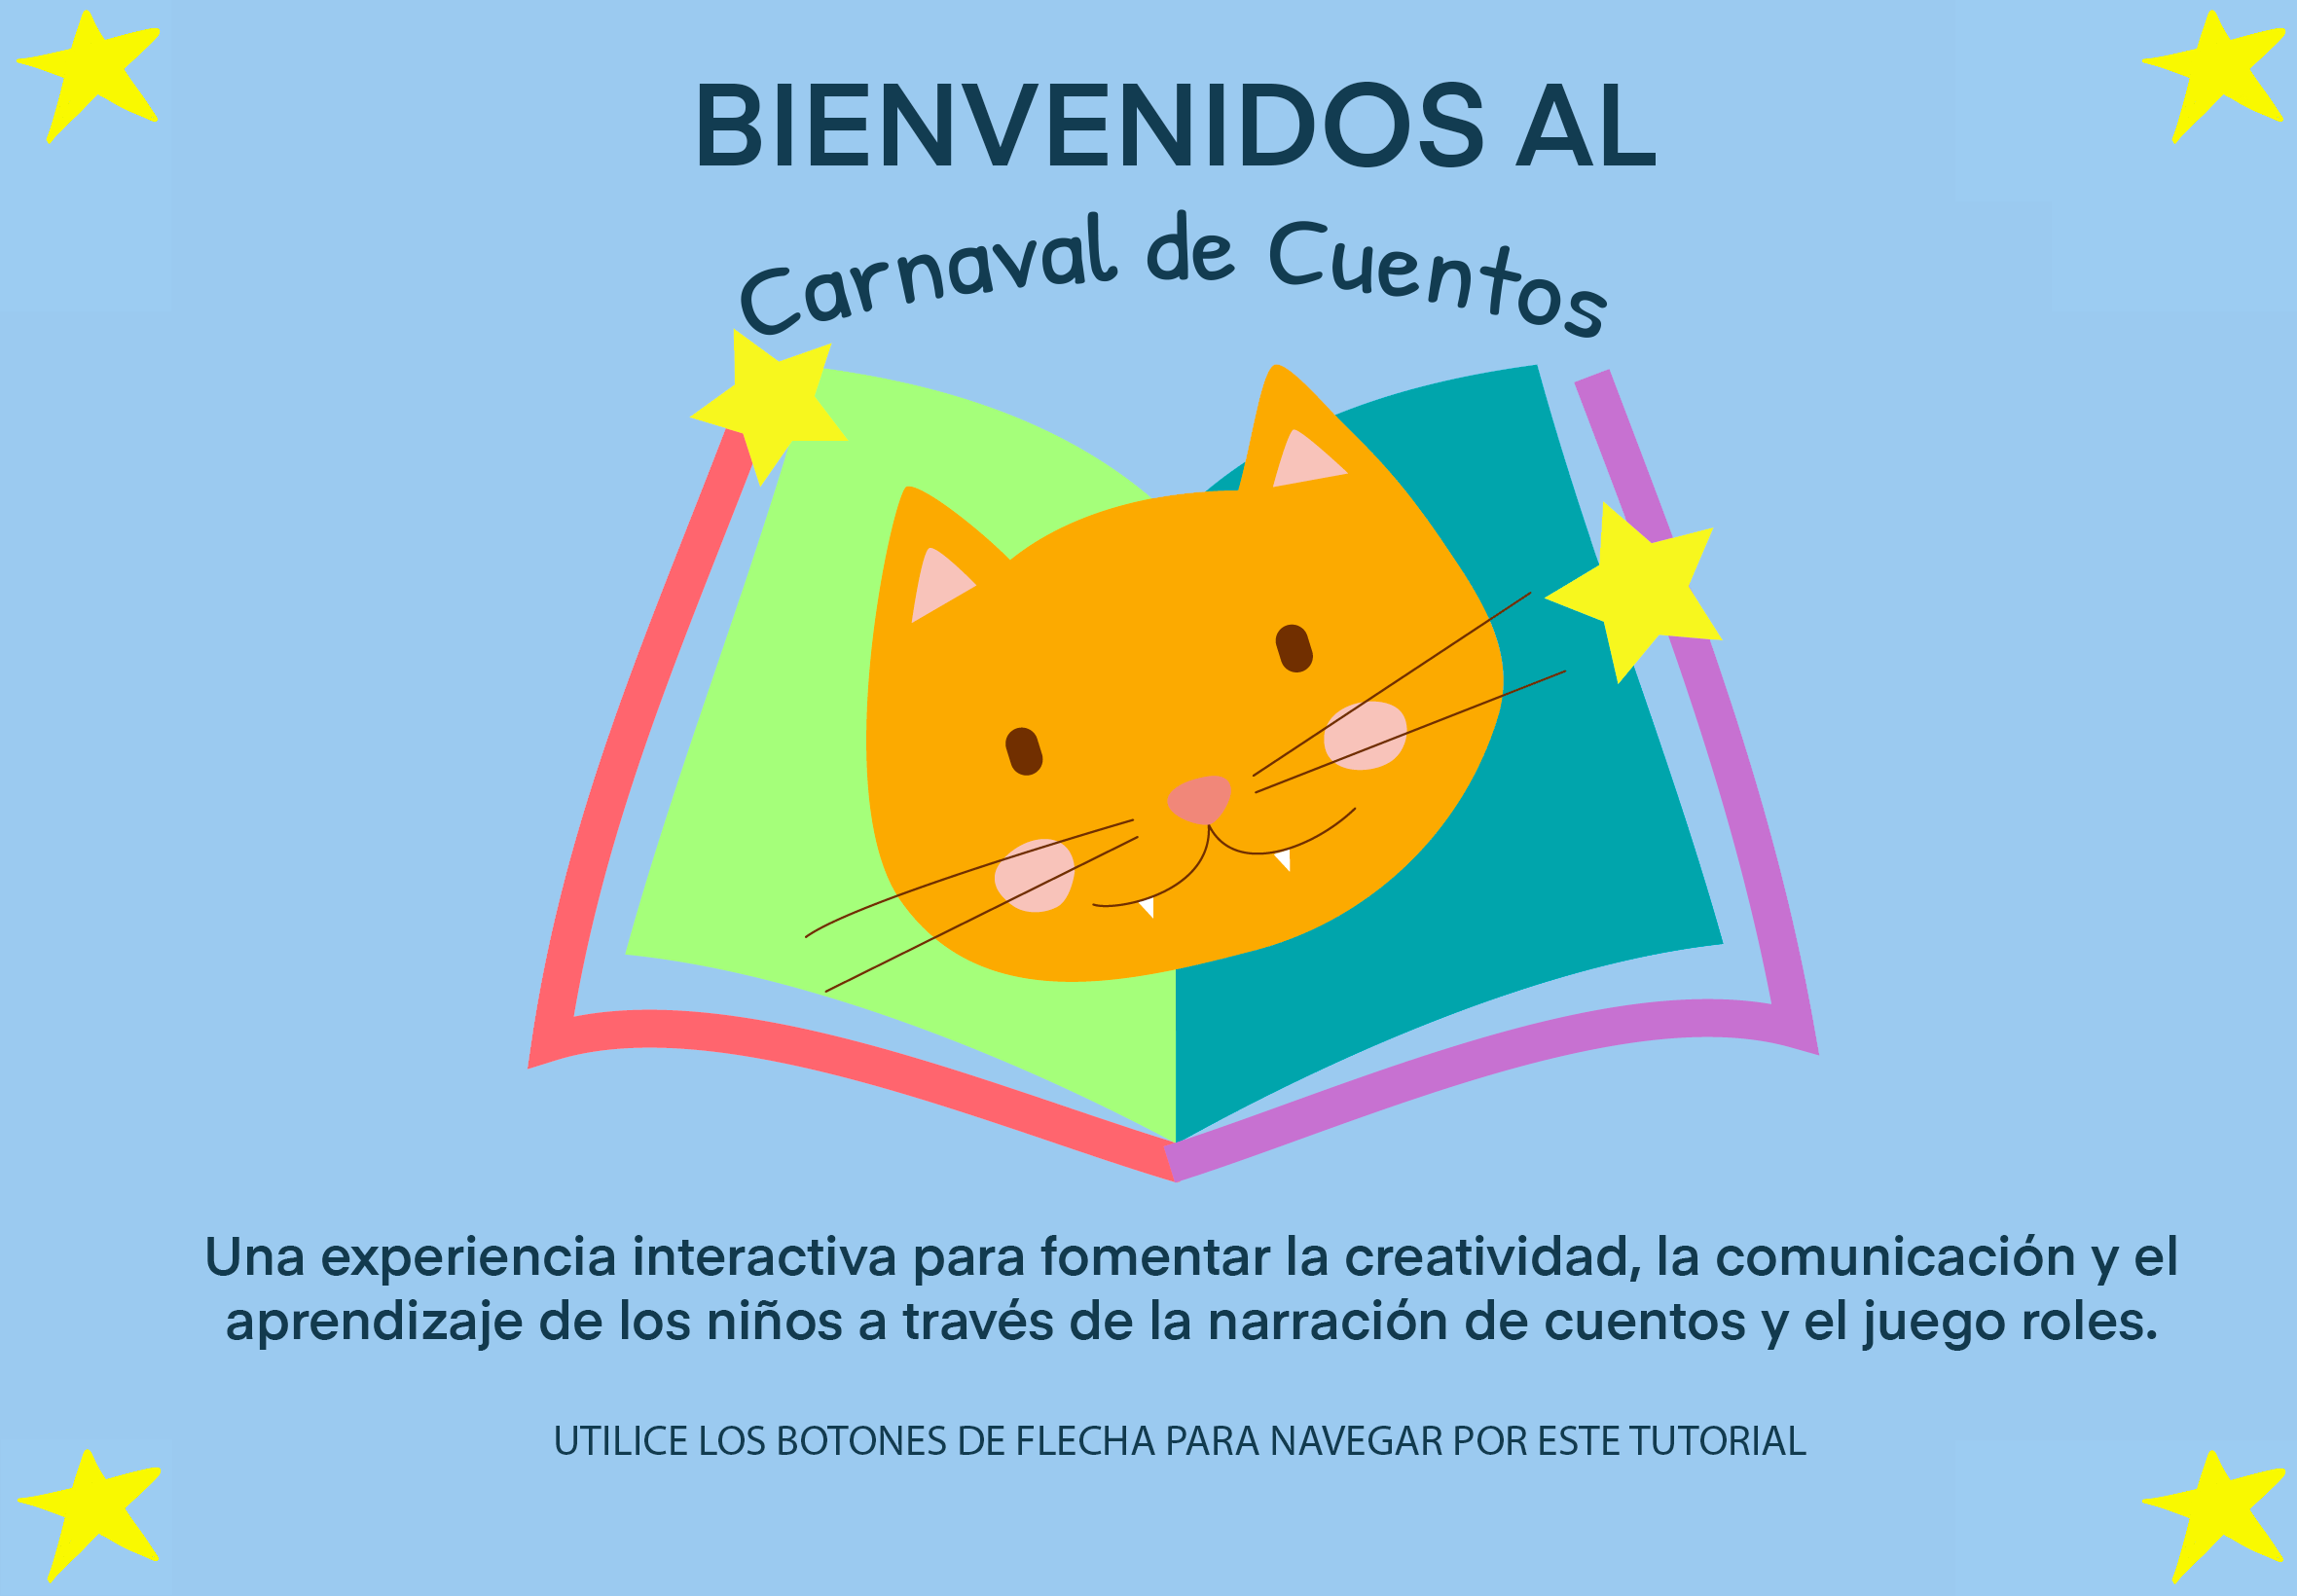 BIENVENIDOS AL
Carnaval de Cuentos
Una experiencia interactiva para fomentar la creatividad, la comunicación y el
aprendizaje de los niños a través de la narración de cuentos y el juego roles.
UTILICE LOS BOTONES DE FLECHA PARA NAVEGAR POR ESTE TUTORIAL